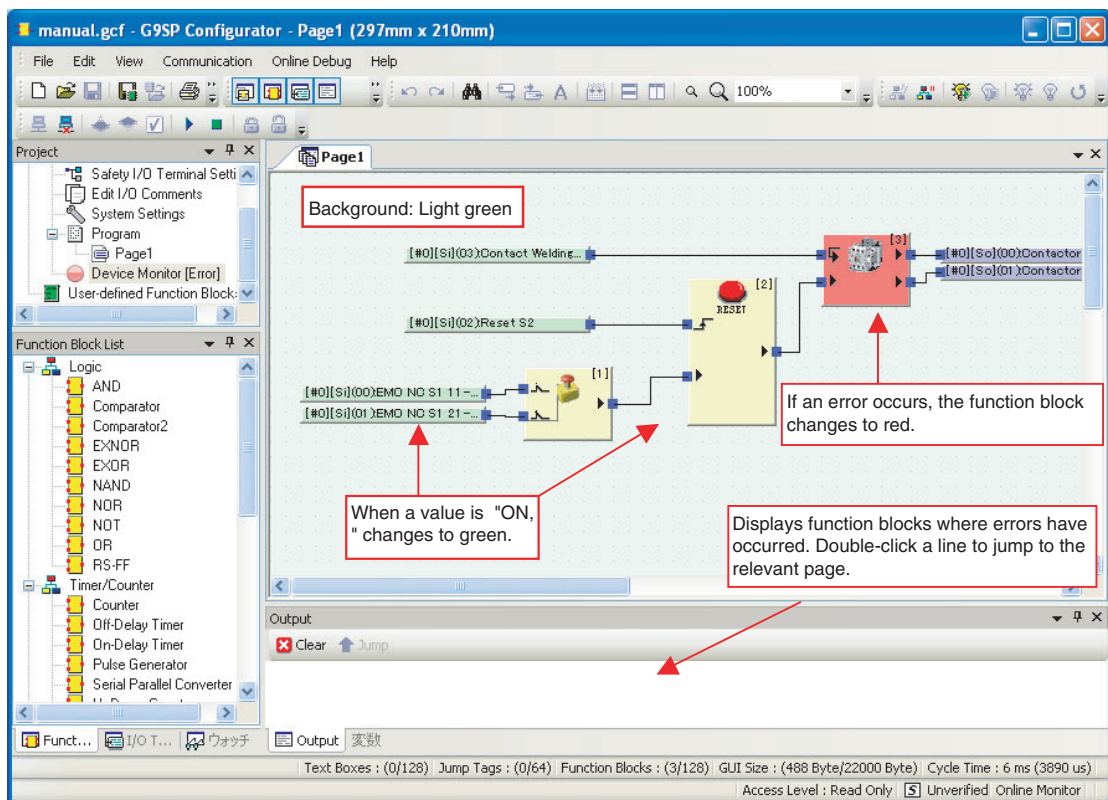 manual.gcf - G9SP Configurator - Page1 (297mm x 210mm)
File Edit View Communication Online Debug Help
100%
Project
Safety I/O Terminal Setti
Edit I/O Comments
System Settings
Program
Page1
Device Monitor [Error]
User-defined Function Block
Function Block List
Logic
AND
Comparator
Comparator2
EXNOR
EXOR
NAND
NOR
NOT
OR
RS-FF
Timer/Counter
Counter
Off-Delay Timer
On-Delay Timer
Pulse Generator
Serial Parallel Converter
Funct... I/O T... ウォッチ
Page1
Background: Light green
[#0][Si](03):Contact Welding...
[3]
[#0][So](00):Contactor
[#0][So](01):Contactor
[2]
RESET
[#0][Si](02):Reset S2
[1]
[#0][Si](00):EMO NO S1 11-...
[#0][Si](01):EMO NO S1 21-...
If an error occurs, the function block
changes to red.
When a value is "ON,
" changes to green.
Displays function blocks where errors have
occurred. Double-click a line to jump to the
relevant page.
Output
Clear Jump
Output 変数
Text Boxes : (0/128) Jump Tags : (0/64) Function Blocks : (3/128) GUI Size : (488 Byte/22000 Byte) Cycle Time : 6 ms (3890 us)
Access Level : Read Only S Unverified Online Monitor